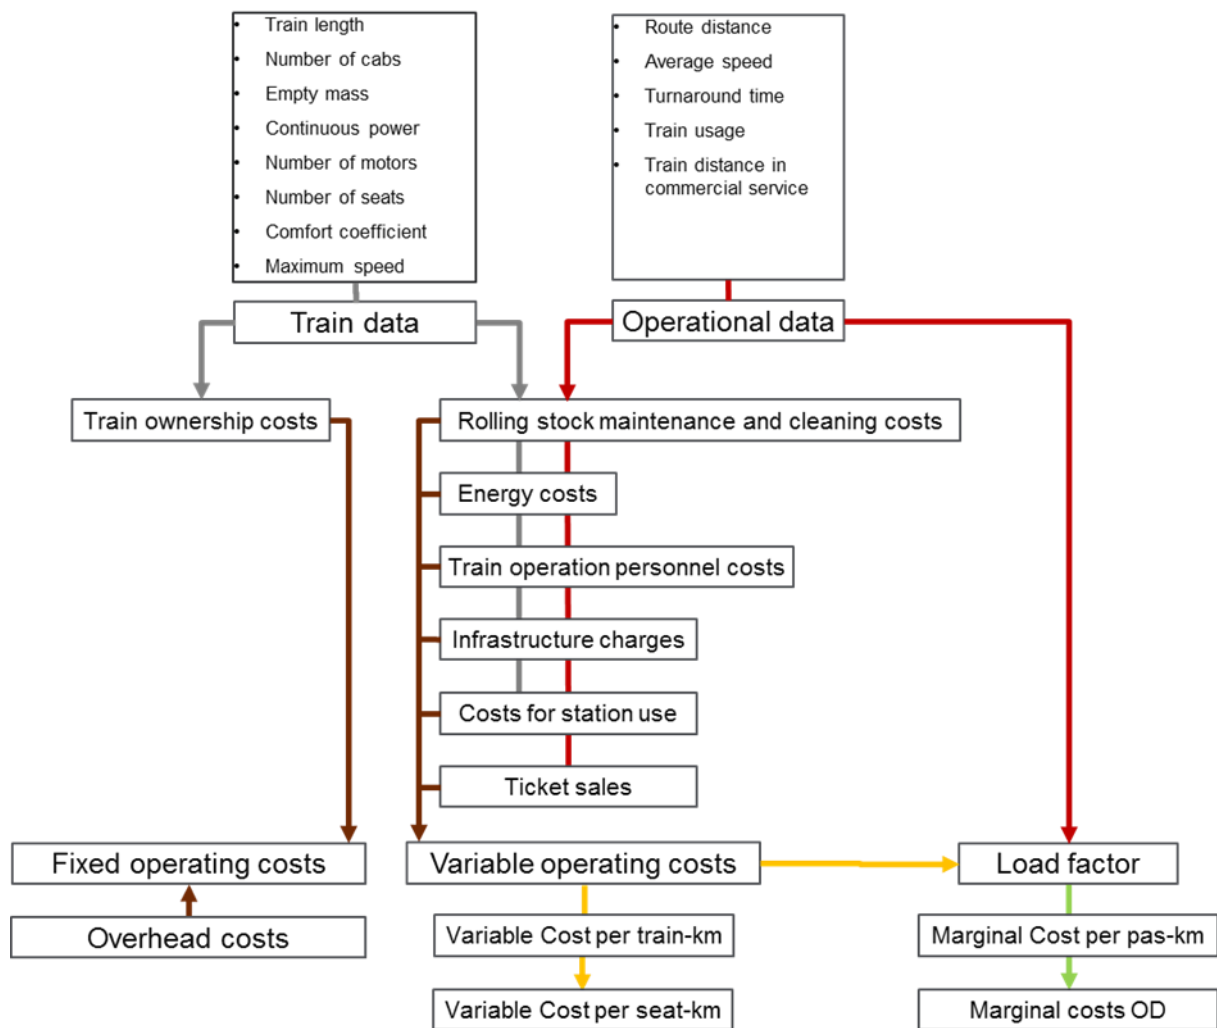 • Train length
• Number of cabs
• Empty mass
• Continuous power
• Number of motors
• Number of seats
• Comfort coefficient
• Maximum speed
• Route distance
• Average speed
• Turnaround time
• Train usage
• Train distance in
commercial service
Train data
Operational data
Train ownership costs
Rolling stock maintenance and cleaning costs
Energy costs
Train operation personnel costs
Infrastructure charges
Costs for station use
Ticket sales
Fixed operating costs
Variable operating costs
Load factor
Overhead costs
Variable Cost per train-km
Marginal Cost per pas-km
Variable Cost per seat-km
Marginal costs OD